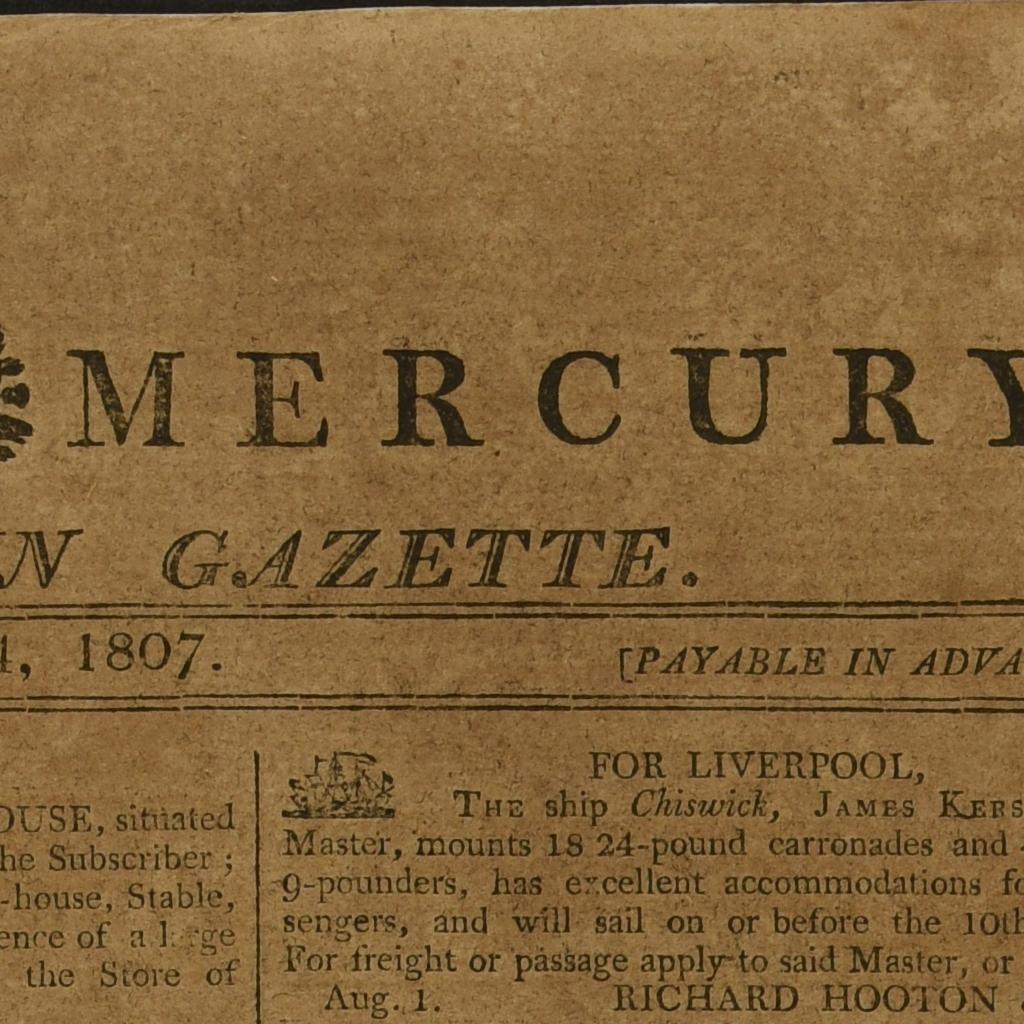 MERCURY
N GAZETTE.
4, 1807.
[PAYABLE IN ADVA
OUSE, situated
he Subscriber ;
-house, Stable,
ence of a large
the Store of
FOR LIVERPOOL,
THE ship Chiswick, JAMES KERS
Master, mounts 18 24-pound carronades and
9-pounders, has excellent accommodations fo
sengers, and will sail on or before the 10th
For freight or passage apply to said Master, or
Aug. 1. RICHARD HOOTON